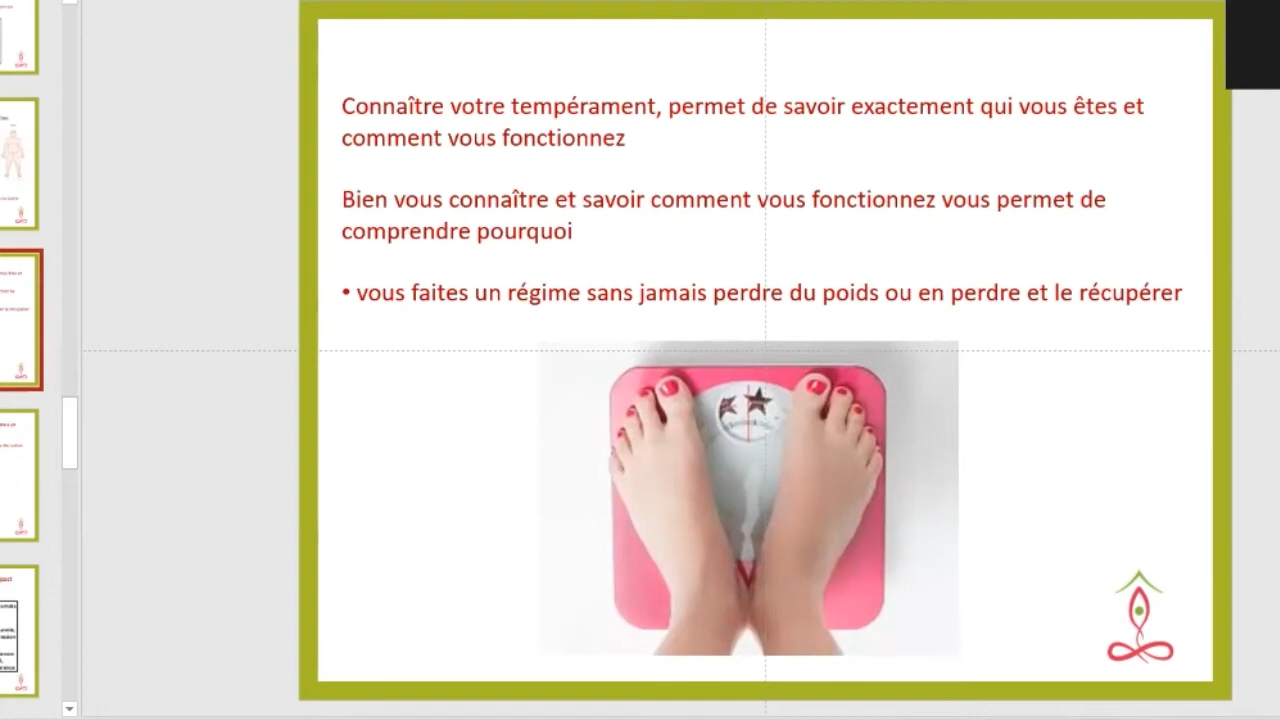 Connaître votre tempérament, permet de savoir exactement qui vous êtes et
comment vous fonctionnez
Bien vous connaître et savoir comment vous fonctionnez vous permet de
comprendre pourquoi
• vous faites un régime sans jamais perdre du poids ou en perdre et le récupérer